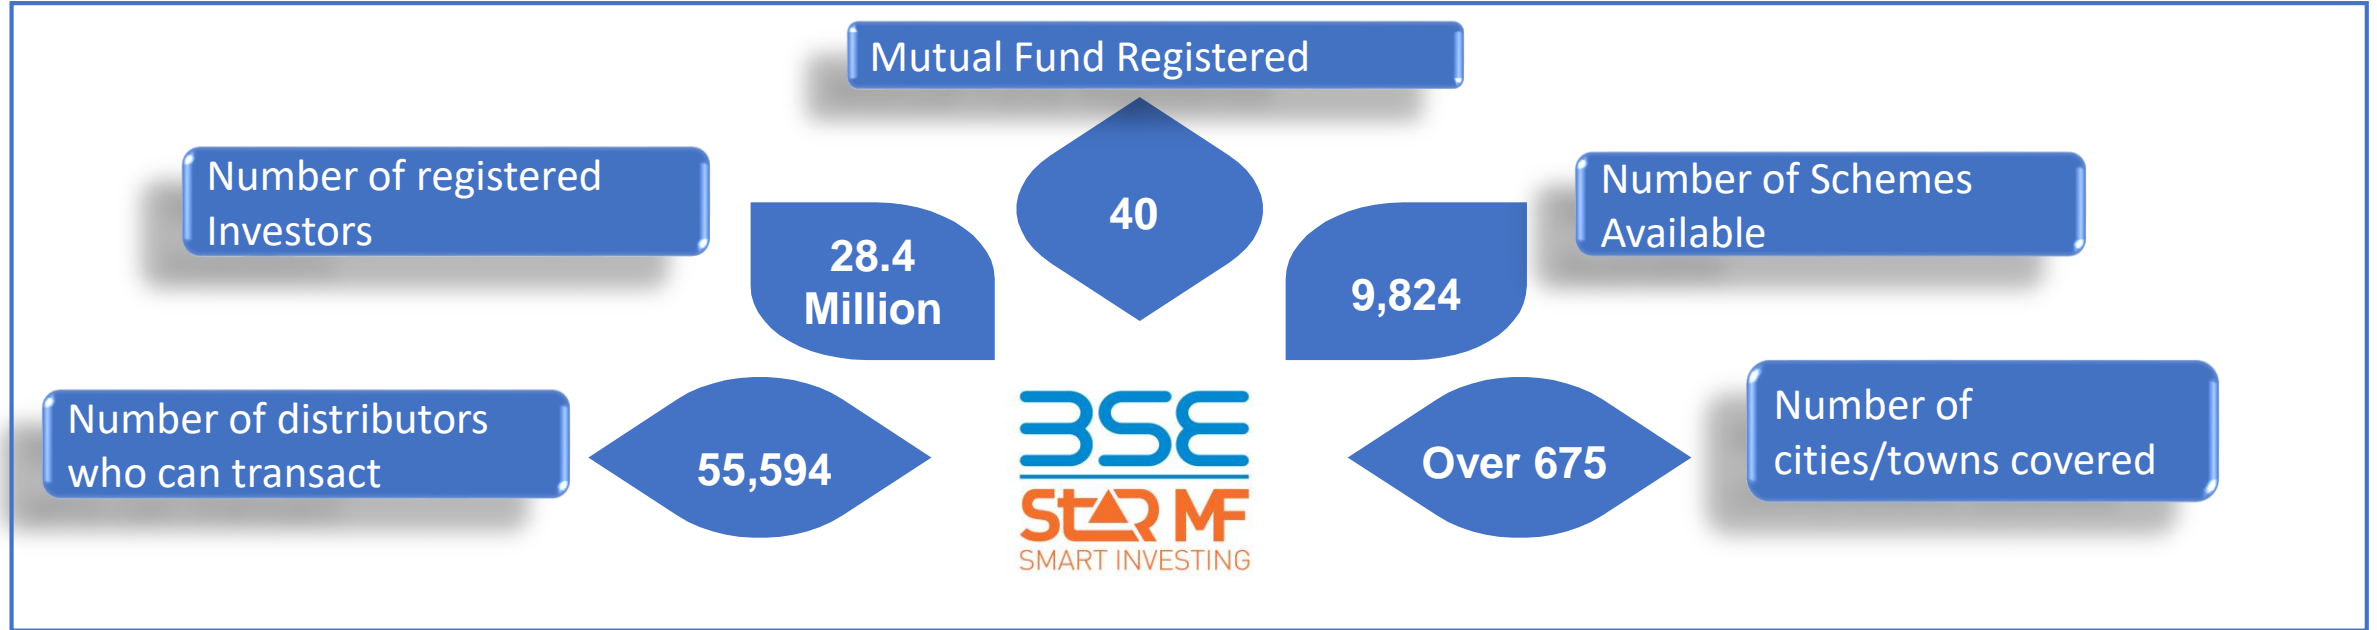 Mutual Fund Registered
40
Number of registered
Investors
28.4
Million
Number of Schemes
Available
9,824
Number of distributors
who can transact
55,594
BSE
StAR MF
SMART INVESTING
Over 675
Number of
cities/towns covered